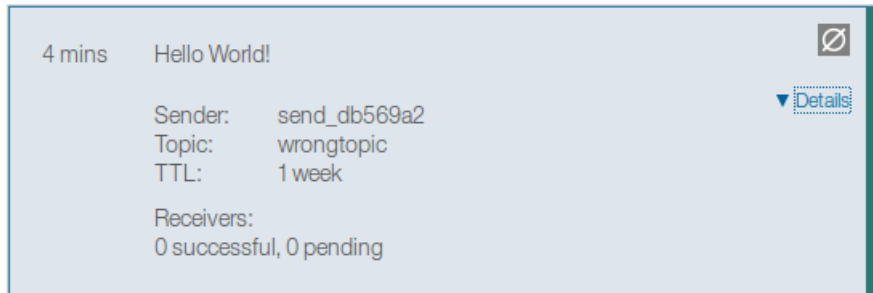 4 mins Hello World!
▼ Details
Sender: send_db569a2
Topic: wrongtopic
TTL: 1 week
Receivers:
0 successful, 0 pending